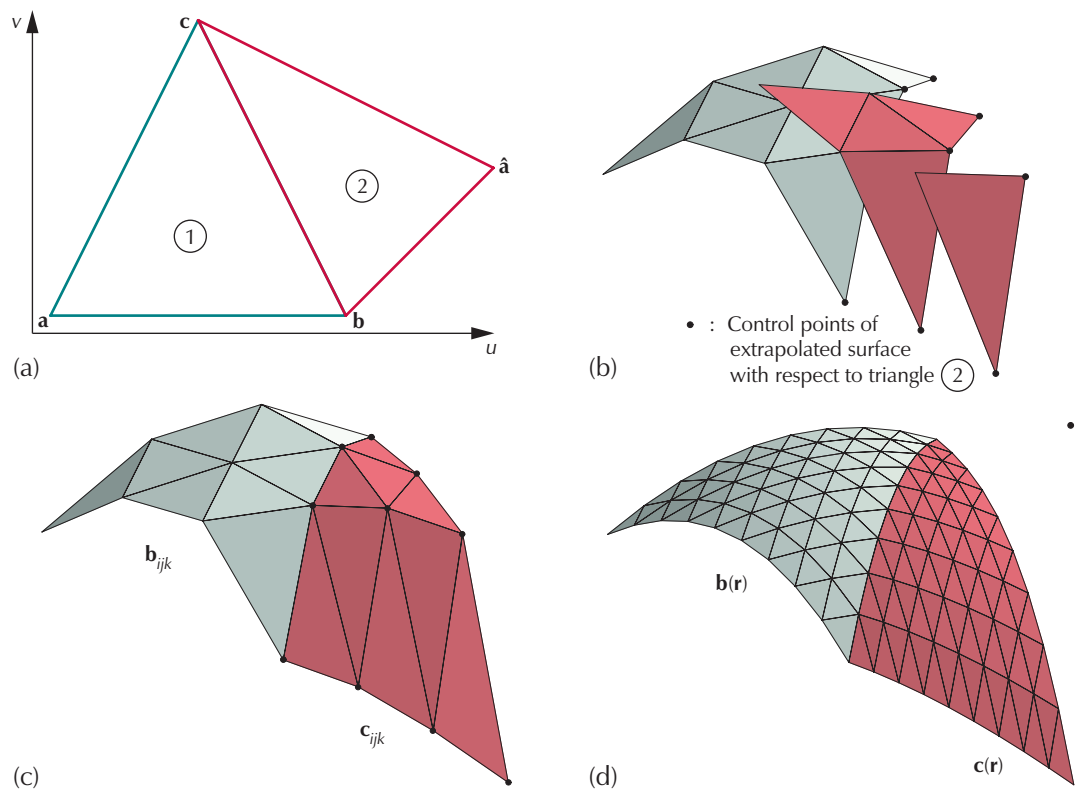 v
c
â
2
1
a
b
u
(a)
• : Control points of
extrapolated surface
with respect to triangle 2
(b)
b_ijk
c_ijk
(c)
b(r)
c(r)
(d)